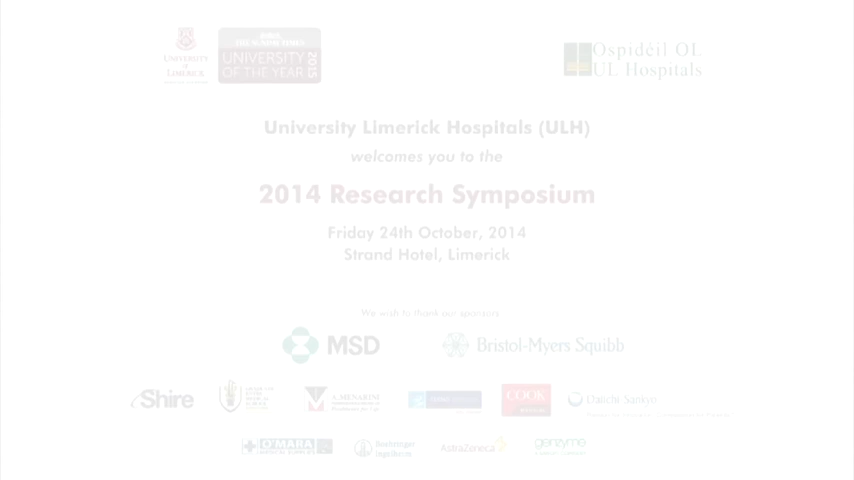 UNIVERSITY
of
LIMERICK
THE SUNDAY TIMES
UNIVERSITY
OF THE YEAR
2015
Ospidéil OL
UL Hospitals
University Limerick Hospitals (ULH)
welcomes you to the
2014 Research Symposium
Friday 24th October, 2014
Strand Hotel, Limerick
We wish to thank our sponsors
MSD
Bristol-Myers Squibb
Shire
A. MENARINI
COOK
Daiichi-Sankyo
O'MARA
Boehringer
Ingelheim
AstraZeneca
genzyme